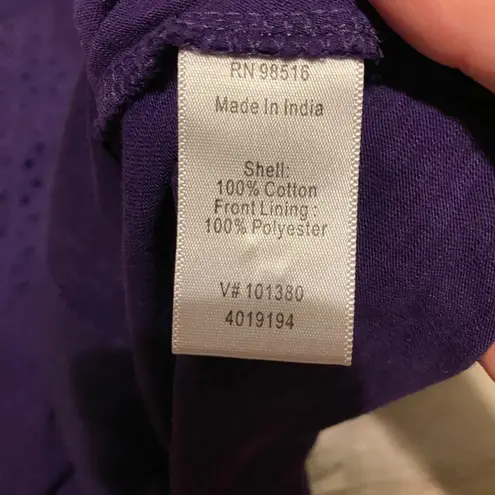 RN 98516
Made In India
Shell:
100% Cotton
Front Lining :
100% Polyester
V# 101380
4019194